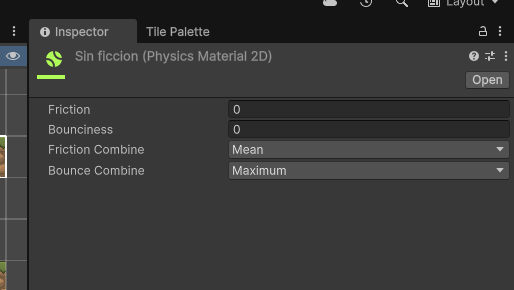 Layout
Inspector
Tile Palette
Sin ficcion (Physics Material 2D)
Open
Friction
0
Bounciness
0
Friction Combine
Mean
Bounce Combine
Maximum